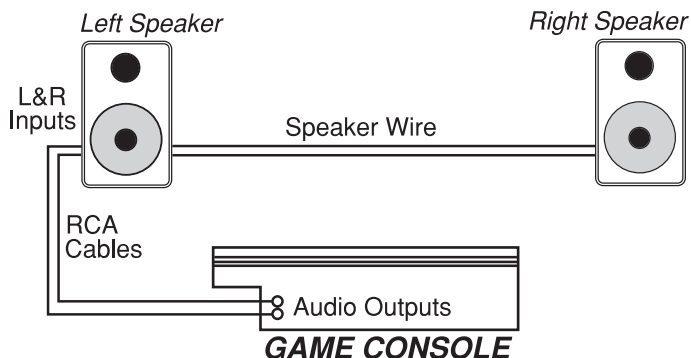 Left Speaker
Right Speaker
L&R
Inputs
Speaker Wire
RCA
Cables
Audio Outputs
GAME CONSOLE